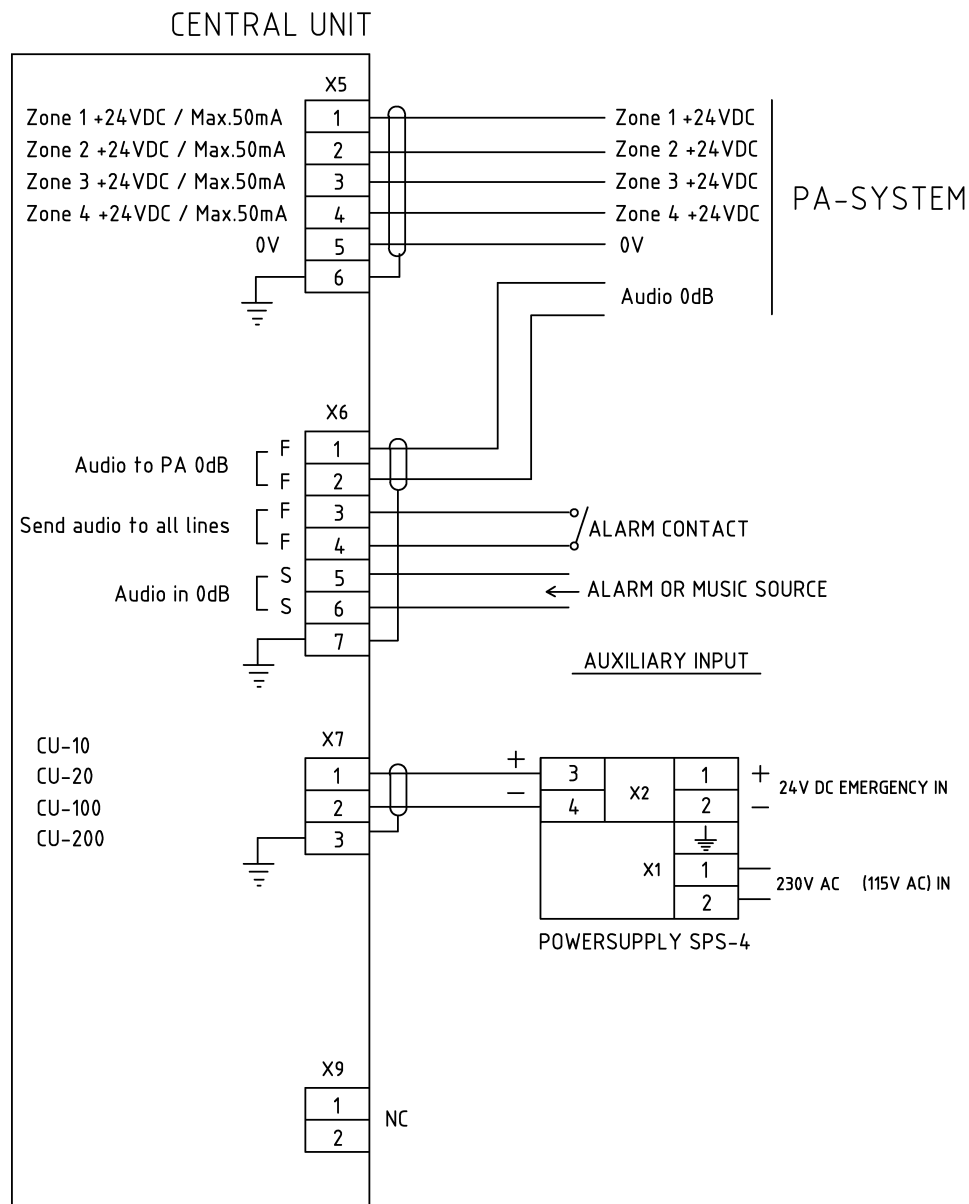 CENTRAL UNIT
X5
Zone 1 +24VDC / Max.50mA 1 Zone 1 +24VDC
Zone 2 +24VDC / Max.50mA 2 Zone 2 +24VDC
Zone 3 +24VDC / Max.50mA 3 Zone 3 +24VDC
Zone 4 +24VDC / Max.50mA 4 Zone 4 +24VDC
PA-SYSTEM
0V 5 0V
6
Audio 0dB
X6
F 1
Audio to PA 0dB
F 2
F 3
Send audio to all lines ALARM CONTACT
F 4
S 5
Audio in 0dB ALARM OR MUSIC SOURCE
S 6
7
AUXILIARY INPUT
X7
CU-10
CU-20 1 + 3 X2 1 +
24V DC EMERGENCY IN
CU-100 2 – 4 2 –
CU-200 3
X1 1
230V AC (115V AC) IN
2
POWERSUPPLY SPS-4
X9
1
NC
2